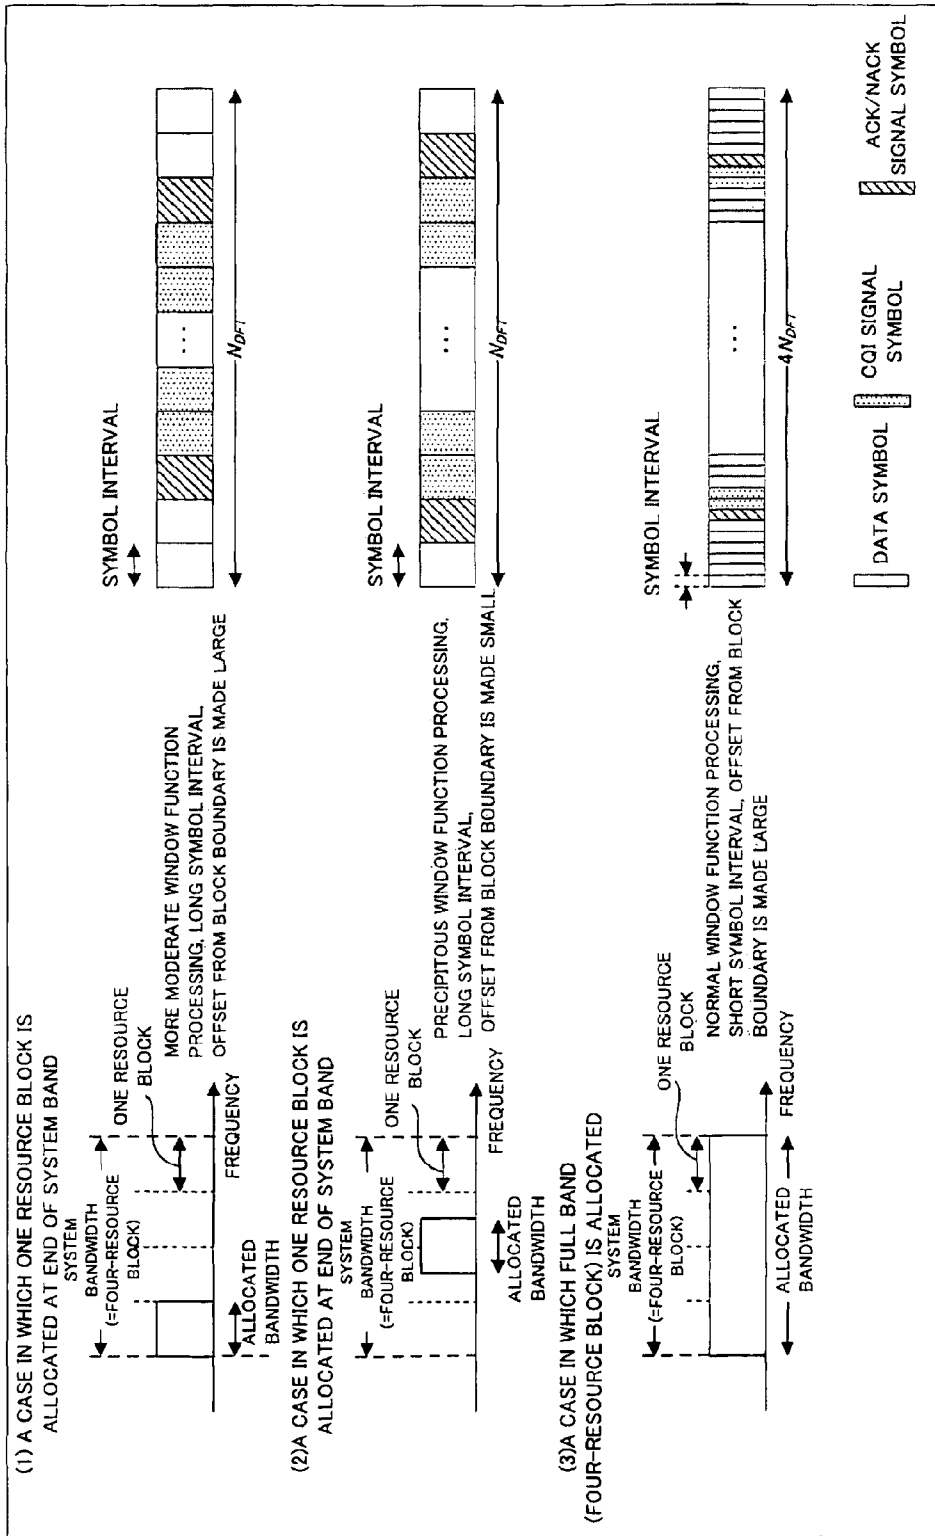 (1) A CASE IN WHICH ONE RESOURCE BLOCK IS
ALLOCATED AT END OF SYSTEM BAND
SYSTEM
BANDWIDTH
(=FOUR-RESOURCE
BLOCK)
ONE RESOURCE
BLOCK
FREQUENCY
ALLOCATED
BANDWIDTH
MORE MODERATE WINDOW FUNCTION
PROCESSING, LONG SYMBOL INTERVAL,
OFFSET FROM BLOCK BOUNDARY IS MADE LARGE
SYMBOL INTERVAL
...
NDFT
(2)A CASE IN WHICH ONE RESOURCE BLOCK IS
ALLOCATED AT END OF SYSTEM BAND
SYSTEM
BANDWIDTH
(=FOUR-RESOURCE
BLOCK)
ONE RESOURCE
BLOCK
FREQUENCY
ALLOCATED
BANDWIDTH
PRECIPITOUS WINDOW FUNCTION PROCESSING,
LONG SYMBOL INTERVAL,
OFFSET FROM BLOCK BOUNDARY IS MADE SMALL
SYMBOL INTERVAL
...
NDFT
(3)A CASE IN WHICH FULL BAND
(FOUR-RESOURCE BLOCK) IS ALLOCATED
SYSTEM
BANDWIDTH
(=FOUR-RESOURCE
BLOCK)
ONE RESOURCE
BLOCK
FREQUENCY
ALLOCATED
BANDWIDTH
NORMAL WINDOW FUNCTION PROCESSING,
SHORT SYMBOL INTERVAL, OFFSET FROM BLOCK
BOUNDARY IS MADE LARGE
SYMBOL INTERVAL
...
4NDFT
DATA SYMBOL
CQI SIGNAL
SYMBOL
ACK/NACK
SIGNAL SYMBOL